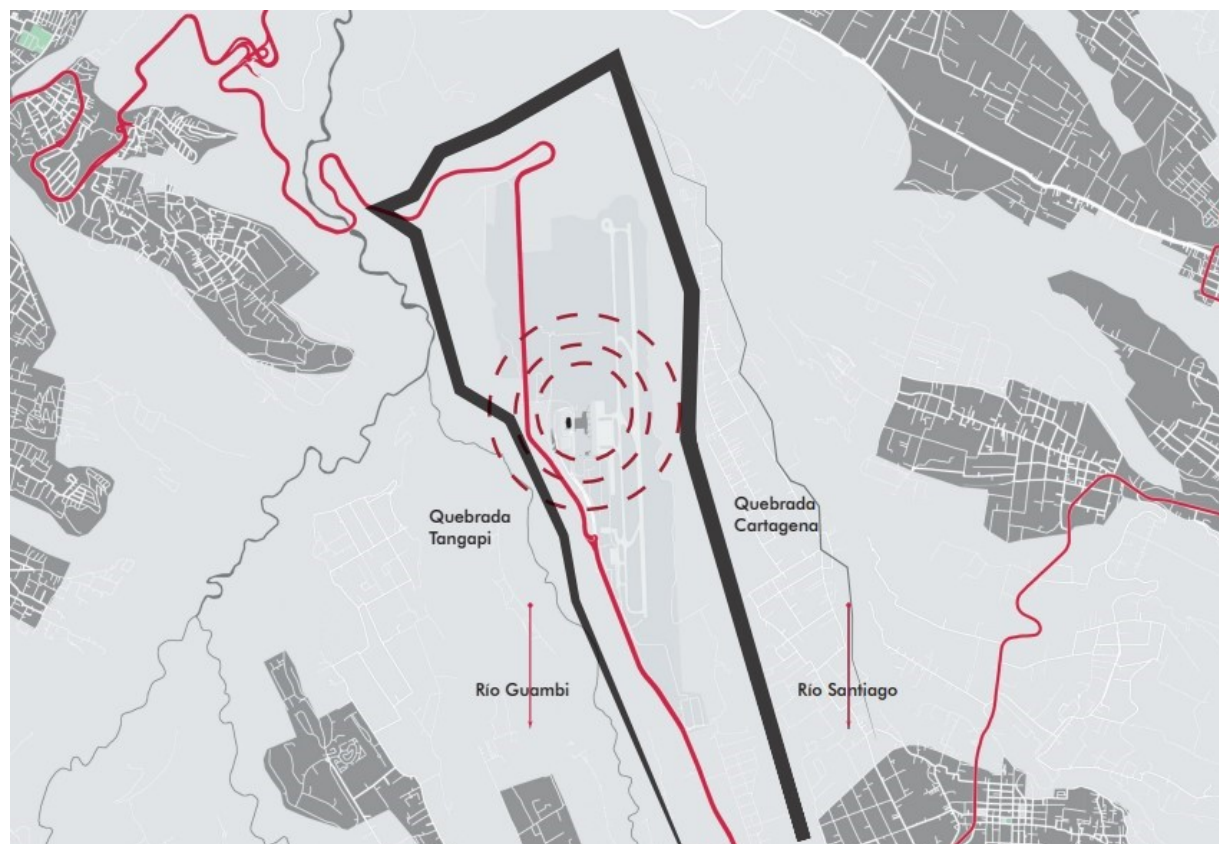 Quebrada
Tangapi
Quebrada
Cartagena
Río Guambi
Río Santiago